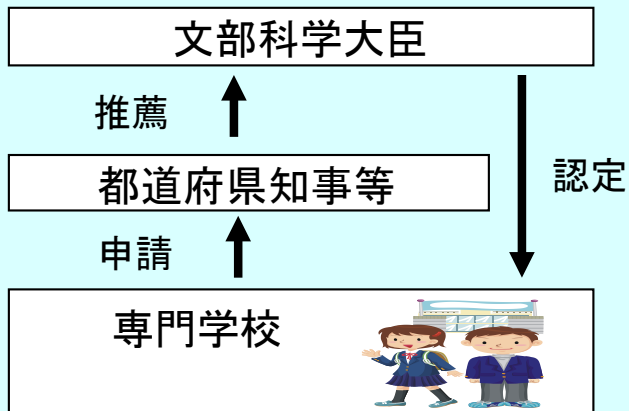 文部科学大臣
推薦
認定
都道府県知事等
申請
専門学校